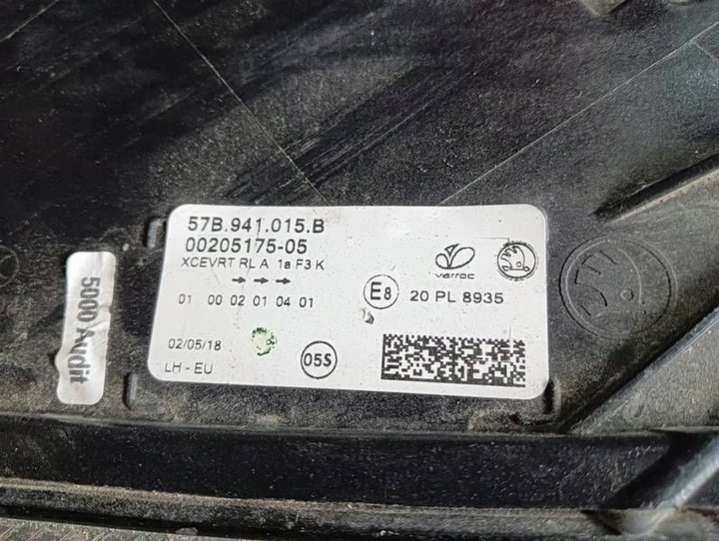 57B.941.015.B
00205175-05
XCEVRT RL A 1a F3 K
→ → →
01 00 02 01 04 01
varroc
E8 20 PL 8935
02/05/18
LH - EU
05S
5000 Audit